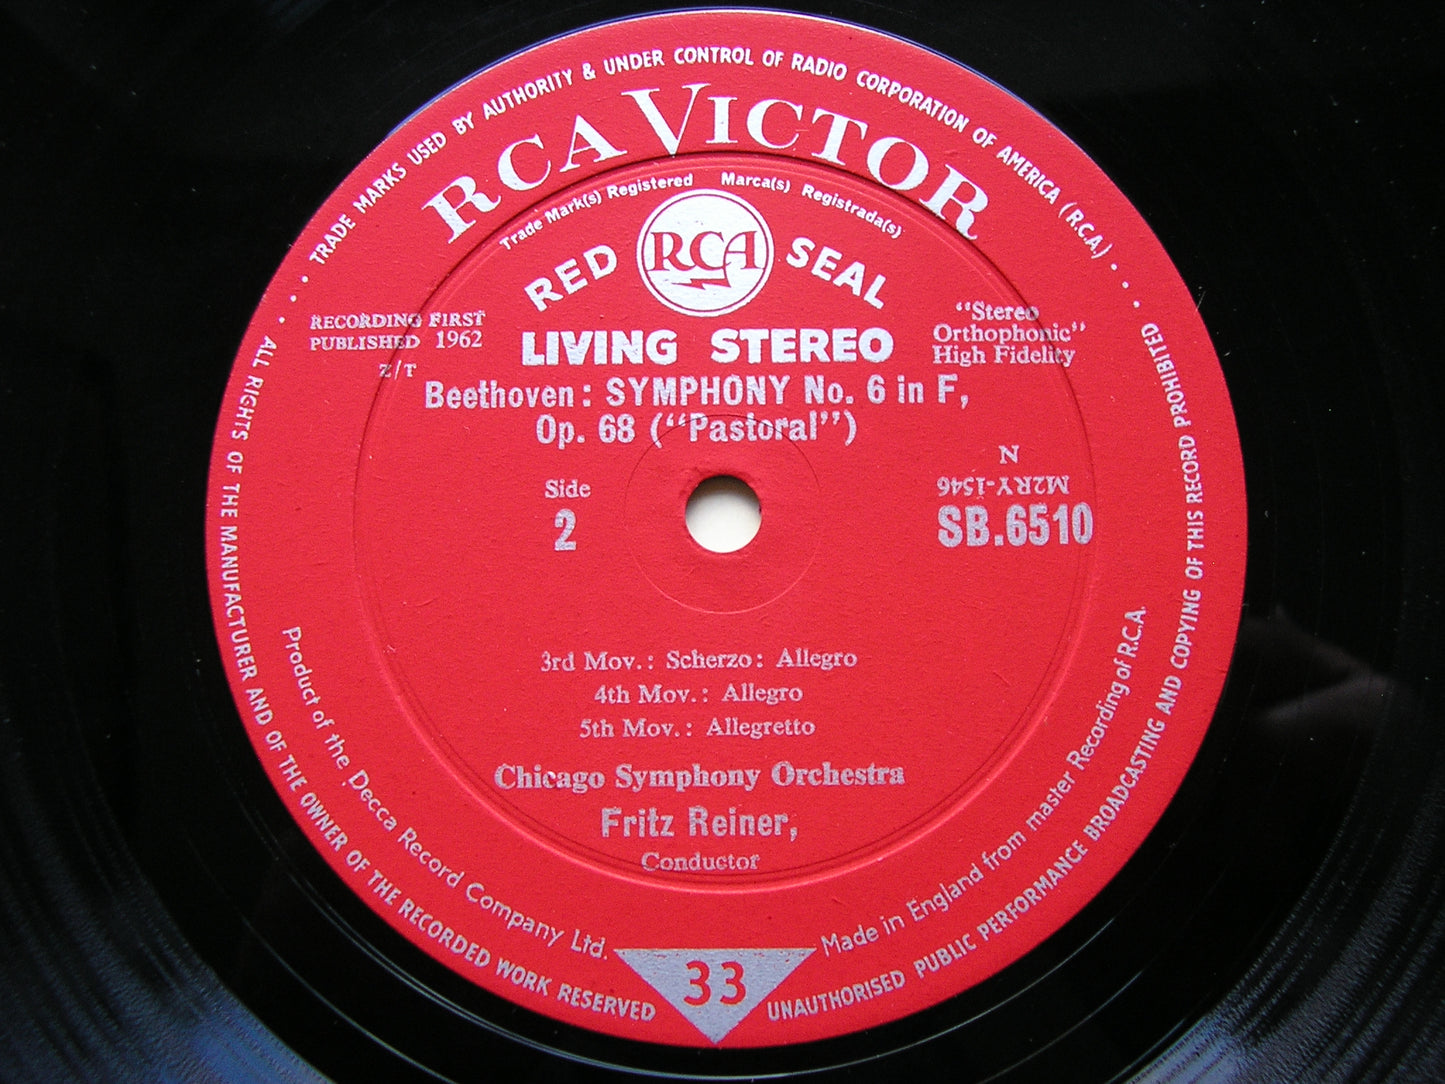 TRADE MARKS USED BY AUTHORITY & UNDER CONTROL OF RADIO CORPORATION OF AMERICA (R.C.A.)
RCA VICTOR
Trade Mark(s) Registered Marca(s) Registrada(s)
RED RCA SEAL
RECORDING FIRST
PUBLISHED 1962
Z/T
LIVING STEREO
"Stereo
Orthophonic"
High Fidelity
Beethoven: SYMPHONY No. 6 in F,
Op. 68 ("Pastoral")
Side
2
N
M2RY-1546
SB.6510
3rd Mov.: Scherzo: Allegro
4th Mov.: Allegro
5th Mov.: Allegretto
Chicago Symphony Orchestra
Fritz Reiner,
Conductor
Product of the Decca Record Company Ltd.
33
Made in England from master Recording of R.C.A.
ALL RIGHTS OF THE MANUFACTURER AND OF THE OWNER OF THE RECORDED WORK RESERVED
UNAUTHORISED PUBLIC PERFORMANCE BROADCASTING AND COPYING OF THIS RECORD PROHIBITED